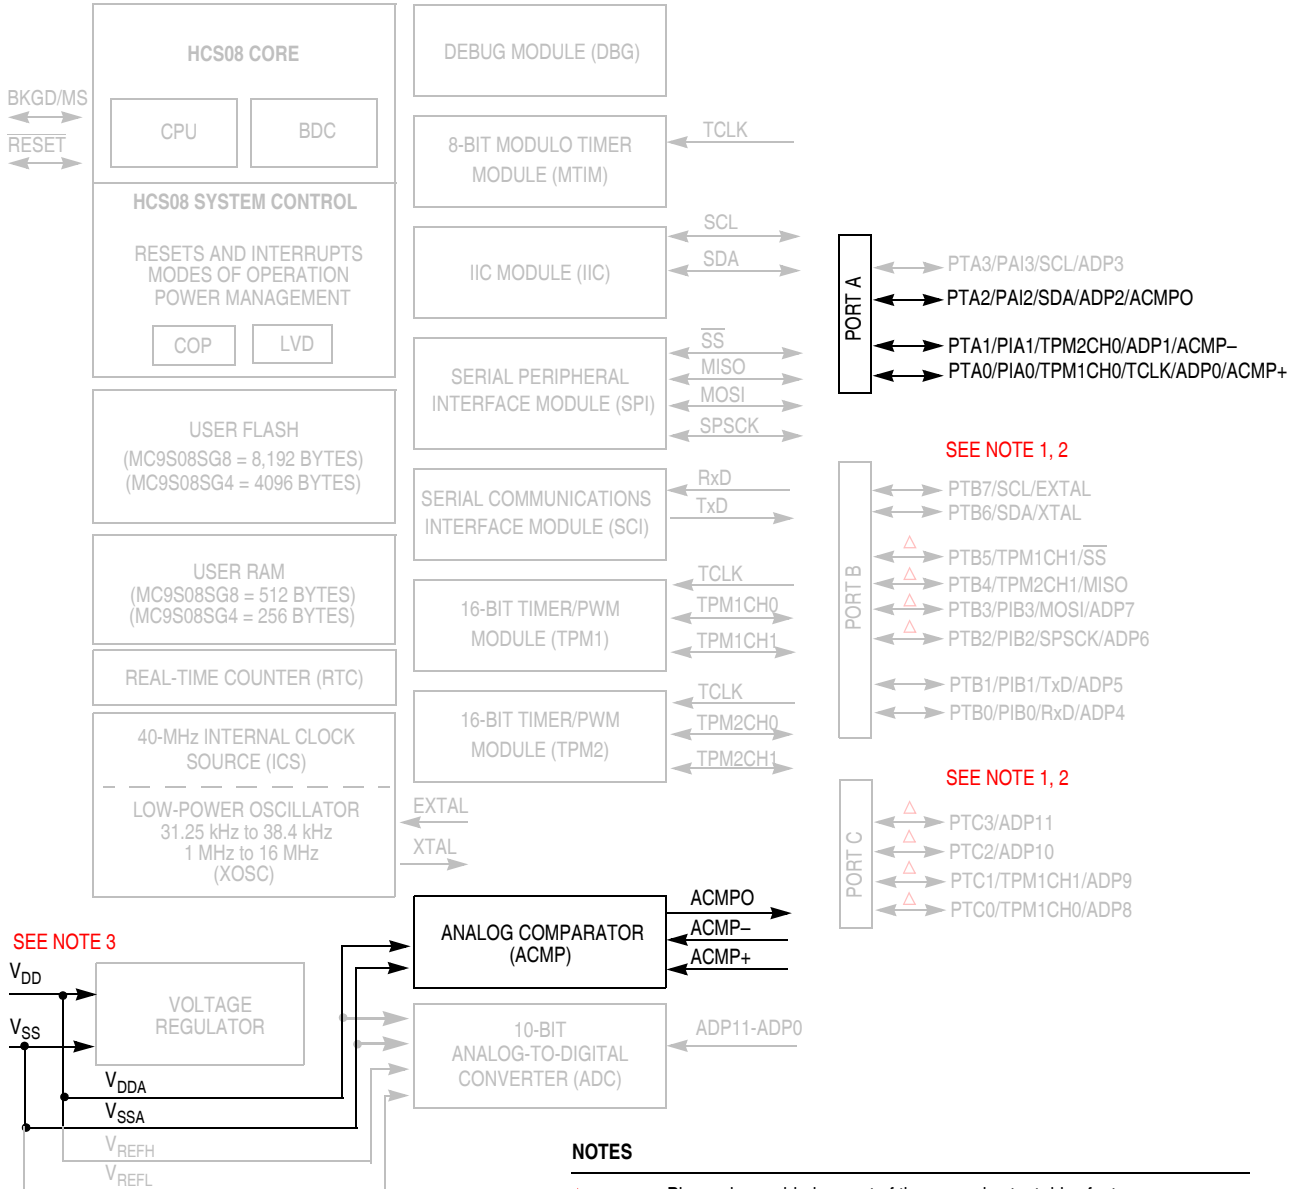 HCS08 CORE
BKGD/MS
RESET
CPU
BDC
HCS08 SYSTEM CONTROL
RESETS AND INTERRUPTS
MODES OF OPERATION
POWER MANAGEMENT
COP
LVD
USER FLASH
(MC9S08SG8 = 8,192 BYTES)
(MC9S08SG4 = 4096 BYTES)
USER RAM
(MC9S08SG8 = 512 BYTES)
(MC9S08SG4 = 256 BYTES)
REAL-TIME COUNTER (RTC)
40-MHz INTERNAL CLOCK
SOURCE (ICS)
LOW-POWER OSCILLATOR
31.25 kHz to 38.4 kHz
1 MHz to 16 MHz
(XOSC)
EXTAL
XTAL
SEE NOTE 3
VDD
VSS
VOLTAGE
REGULATOR
VDDA
VSSA
VREFH
VREFL
DEBUG MODULE (DBG)
8-BIT MODULO TIMER
MODULE (MTIM)
TCLK
IIC MODULE (IIC)
SCL
SDA
SERIAL PERIPHERAL
INTERFACE MODULE (SPI)
SS
MISO
MOSI
SPSCK
SERIAL COMMUNICATIONS
INTERFACE MODULE (SCI)
RxD
TxD
16-BIT TIMER/PWM
MODULE (TPM1)
TCLK
TPM1CH0
TPM1CH1
16-BIT TIMER/PWM
MODULE (TPM2)
TCLK
TPM2CH0
TPM2CH1
ANALOG COMPARATOR
(ACMP)
ACMPO
ACMP–
ACMP+
10-BIT
ANALOG-TO-DIGITAL
CONVERTER (ADC)
ADP11-ADP0
PORT A
PTA3/PAI3/SCL/ADP3
PTA2/PAI2/SDA/ADP2/ACMPO
PTA1/PIA1/TPM2CH0/ADP1/ACMP–
PTA0/PIA0/TPM1CH0/TCLK/ADP0/ACMP+
SEE NOTE 1, 2
PORT B
PTB7/SCL/EXTAL
PTB6/SDA/XTAL
PTB5/TPM1CH1/SS
PTB4/TPM2CH1/MISO
PTB3/PIB3/MOSI/ADP7
PTB2/PIB2/SPSCK/ADP6
PTB1/PIB1/TxD/ADP5
PTB0/PIB0/RxD/ADP4
SEE NOTE 1, 2
PORT C
PTC3/ADP11
PTC2/ADP10
PTC1/TPM1CH1/ADP9
PTC0/TPM1CH0/ADP8
NOTES